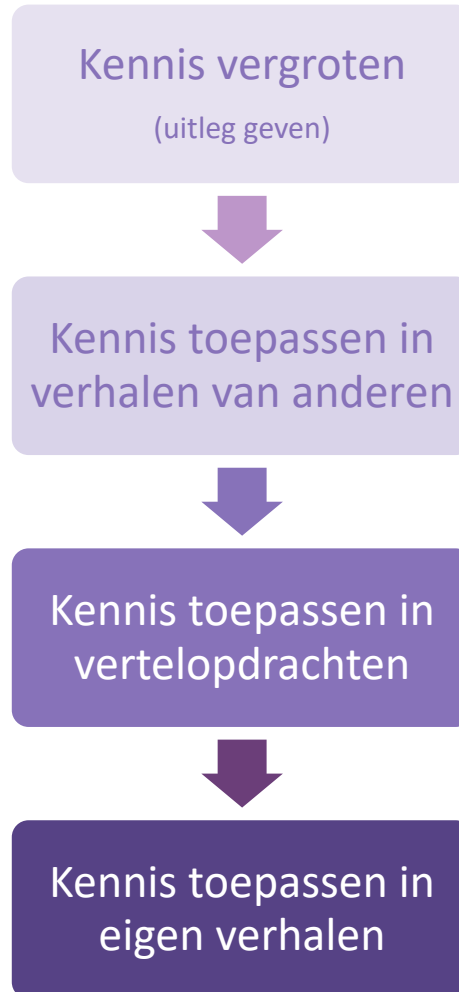 Kennis vergroten
(uitleg geven)
Kennis toepassen in
verhalen van anderen
Kennis toepassen in
vertelopdrachten
Kennis toepassen in
eigen verhalen